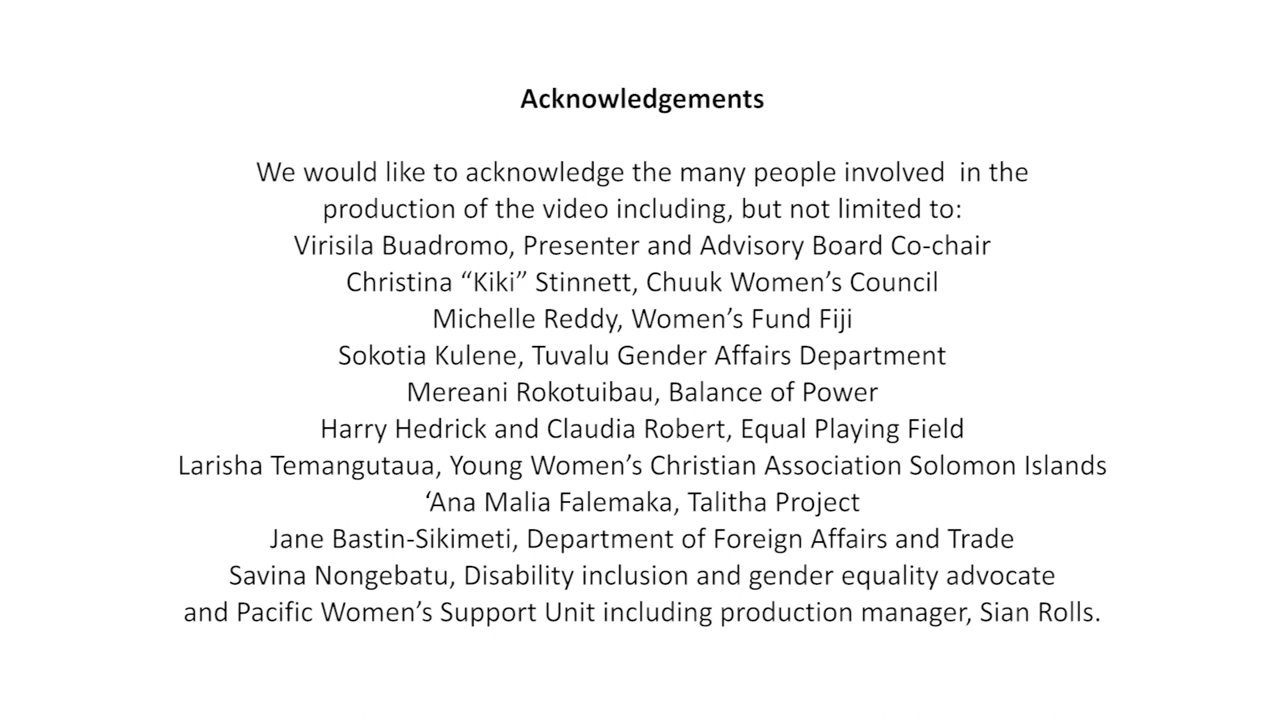 Acknowledgements
We would like to acknowledge the many people involved  in the
production of the video including, but not limited to:
Virisila Buadromo, Presenter and Advisory Board Co-chair
Christina “Kiki” Stinnett, Chuuk Women’s Council
Michelle Reddy, Women’s Fund Fiji
Sokotia Kulene, Tuvalu Gender Affairs Department
Mereani Rokotuibau, Balance of Power
Harry Hedrick and Claudia Robert, Equal Playing Field
Larisha Temangutaua, Young Women’s Christian Association Solomon Islands
‘Ana Malia Falemaka, Talitha Project
Jane Bastin-Sikimeti, Department of Foreign Affairs and Trade
Savina Nongebatu, Disability inclusion and gender equality advocate
and Pacific Women’s Support Unit including production manager, Sian Rolls.